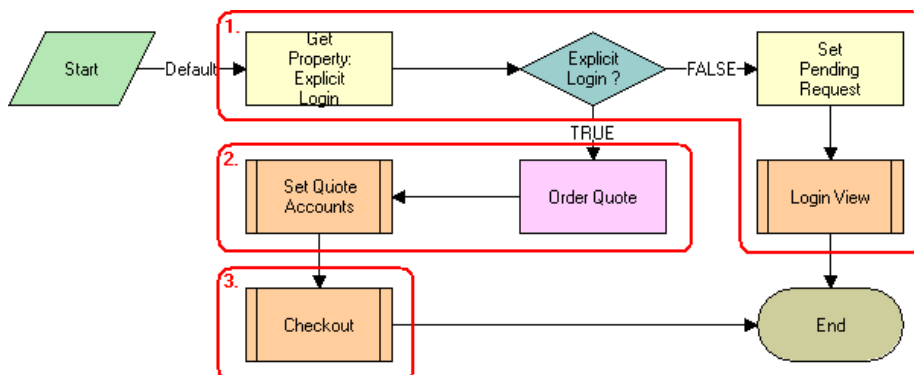 1.
Start
Default
Get
Property:
Explicit
Login
Explicit
Login ?
FALSE
Set
Pending
Request
TRUE
2.
Set Quote
Accounts
Order Quote
Login View
3.
Checkout
End